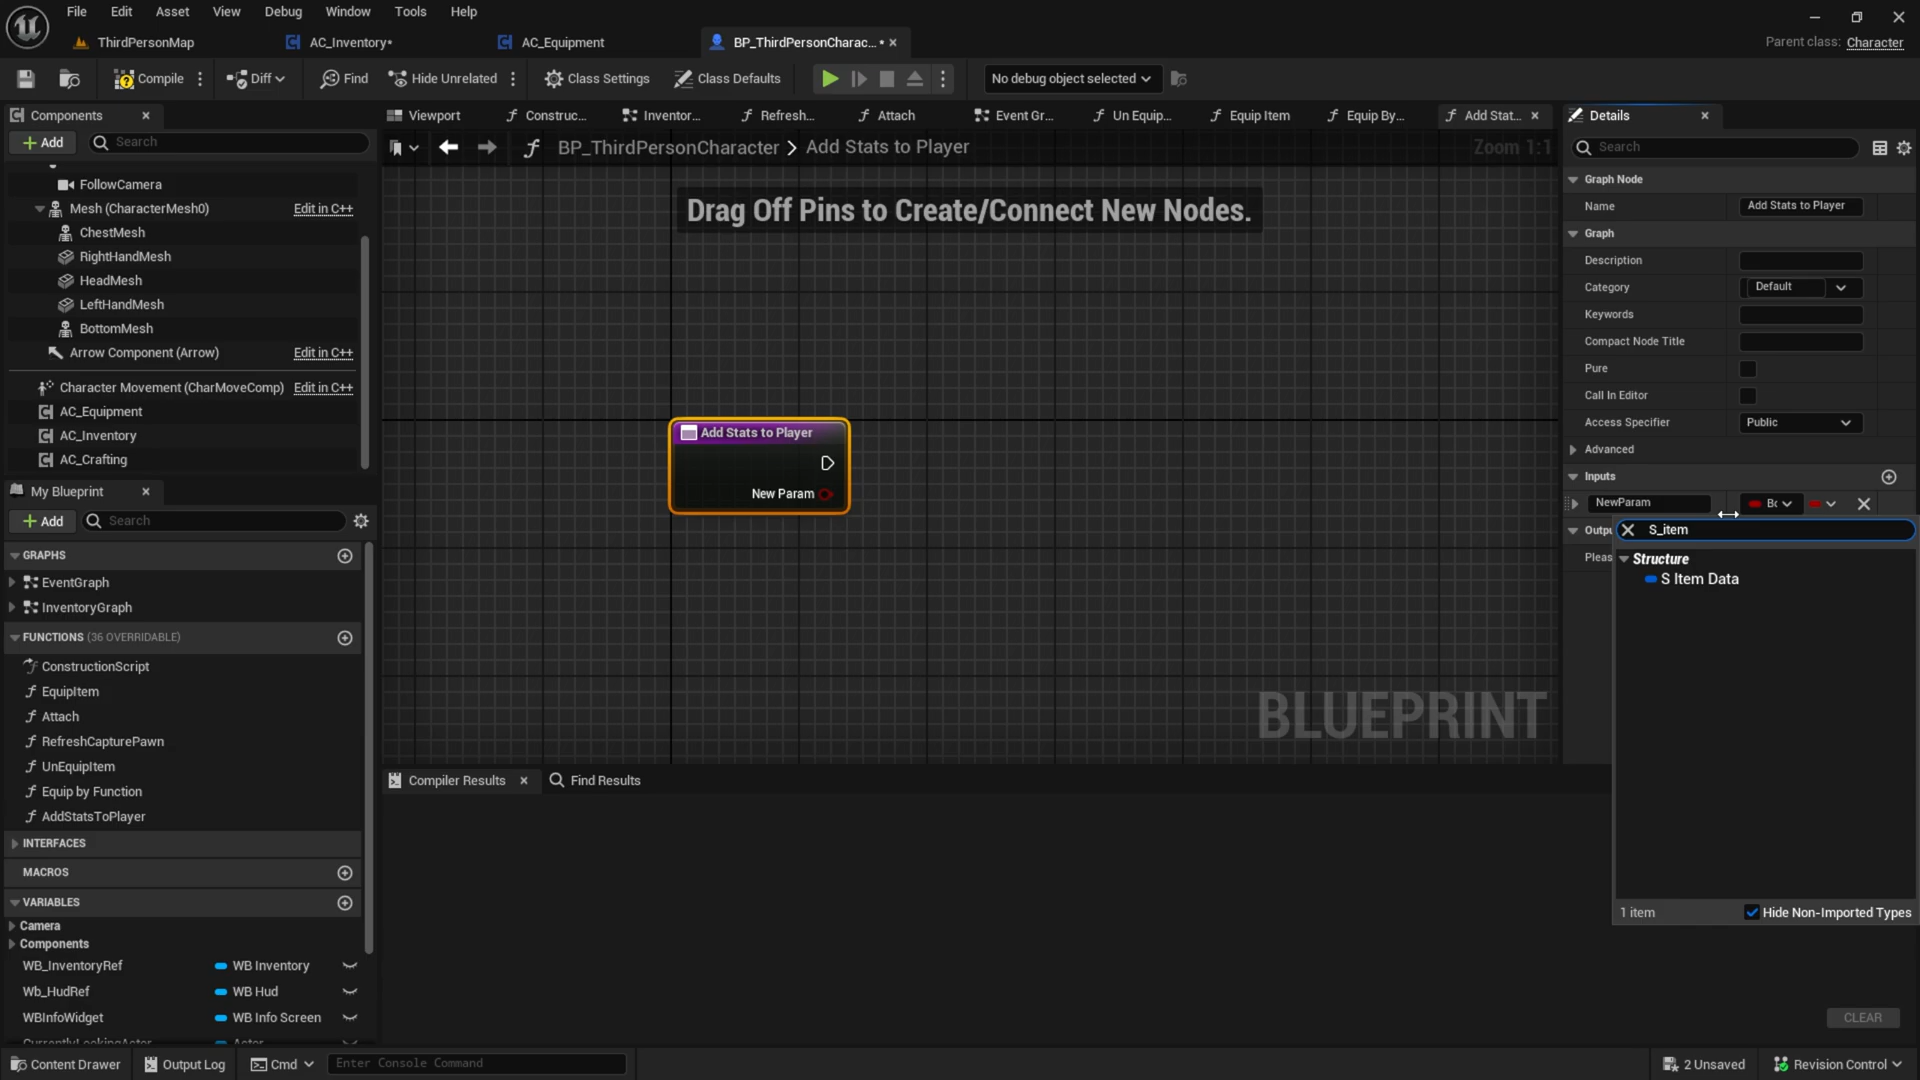 File Edit Asset View Debug Window Tools Help
ThirdPersonMap AC_Inventory* AC_Equipment BP_ThirdPersonCharac... •
Parent class: Character
Compile Diff Find Hide Unrelated Class Settings Class Defaults No debug object selected
Components
Add Search
FollowCamera
Mesh (CharacterMesh0) Edit in C++
ChestMesh
RightHandMesh
HeadMesh
LeftHandMesh
BottomMesh
Arrow Component (Arrow) Edit in C++
Character Movement (CharMoveComp) Edit in C++
AC_Equipment
AC_Inventory
AC_Crafting
My Blueprint
Add Search
GRAPHS
EventGraph
InventoryGraph
FUNCTIONS (36 OVERRIDABLE)
ConstructionScript
EquipItem
Attach
RefreshCapturePawn
UnEquipItem
Equip by Function
AddStatsToPlayer
INTERFACES
MACROS
VARIABLES
Camera
Components
WB_InventoryRef WB Inventory
Wb_HudRef WB Hud
WBInfoWidget WB Info Screen
CurrentlyLookingActor Actor
Viewport Construc... Inventor... Refresh... Attach Event Gr... Un Equip... Equip Item Equip By... Add Stat...
BP_ThirdPersonCharacter > Add Stats to Player
Zoom 1:1
Drag Off Pins to Create/Connect New Nodes.
Add Stats to Player
New Param
BLUEPRINT
Compiler Results Find Results
CLEAR
Details
Search
Graph Node
Name Add Stats to Player
Graph
Description
Category Default
Keywords
Compact Node Title
Pure
Call In Editor
Access Specifier Public
Advanced
Inputs
NewParam Bo
Outpu
S_item
Pleas
Structure
S Item Data
1 item Hide Non-Imported Types
Content Drawer Output Log Cmd Enter Console Command
2 Unsaved Revision Control